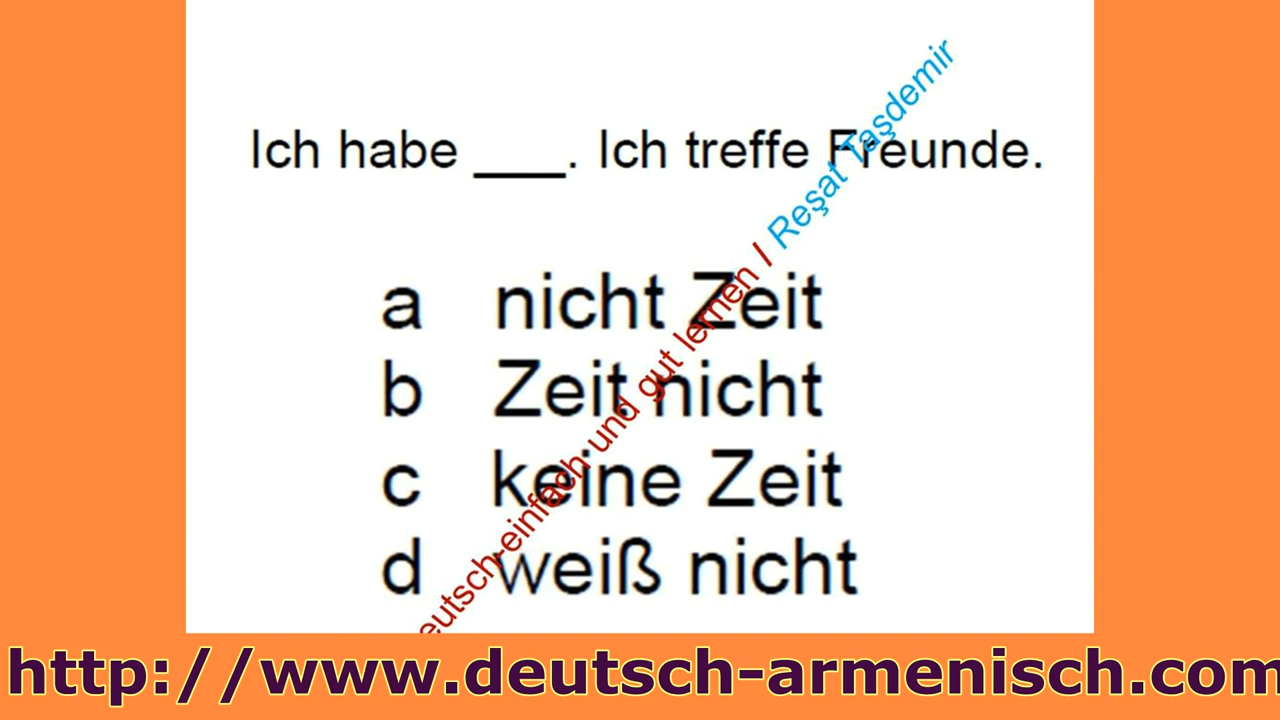 Ich habe ___. Ich treffe Freunde.
a nicht Zeit
b Zeit nicht
c keine Zeit
d weiß nicht
eutsch-einfach und gut lernen / Reşat Taşdemir
http://www.deutsch-armenisch.com